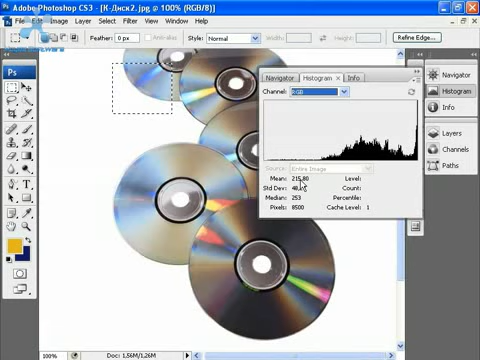 Adobe Photoshop CS3 - [К-Диск2.jpg @ 100% (RGB/8)]
File Edit Image Layer Select Filter View Window Help
Feather: 0 px Anti-alias Style: Normal Width: Height: Refine Edge...
Ps
Navigator Histogram x Info
Channel: RGB
Source: Entire Image
Mean: 215,80 Level:
Std Dev: Count:
Median: 253 Percentile:
Pixels: 8500 Cache Level: 1
Navigator
Histogram
Info
Layers
Channels
Paths
100% Doc: 1,56M/1,26M